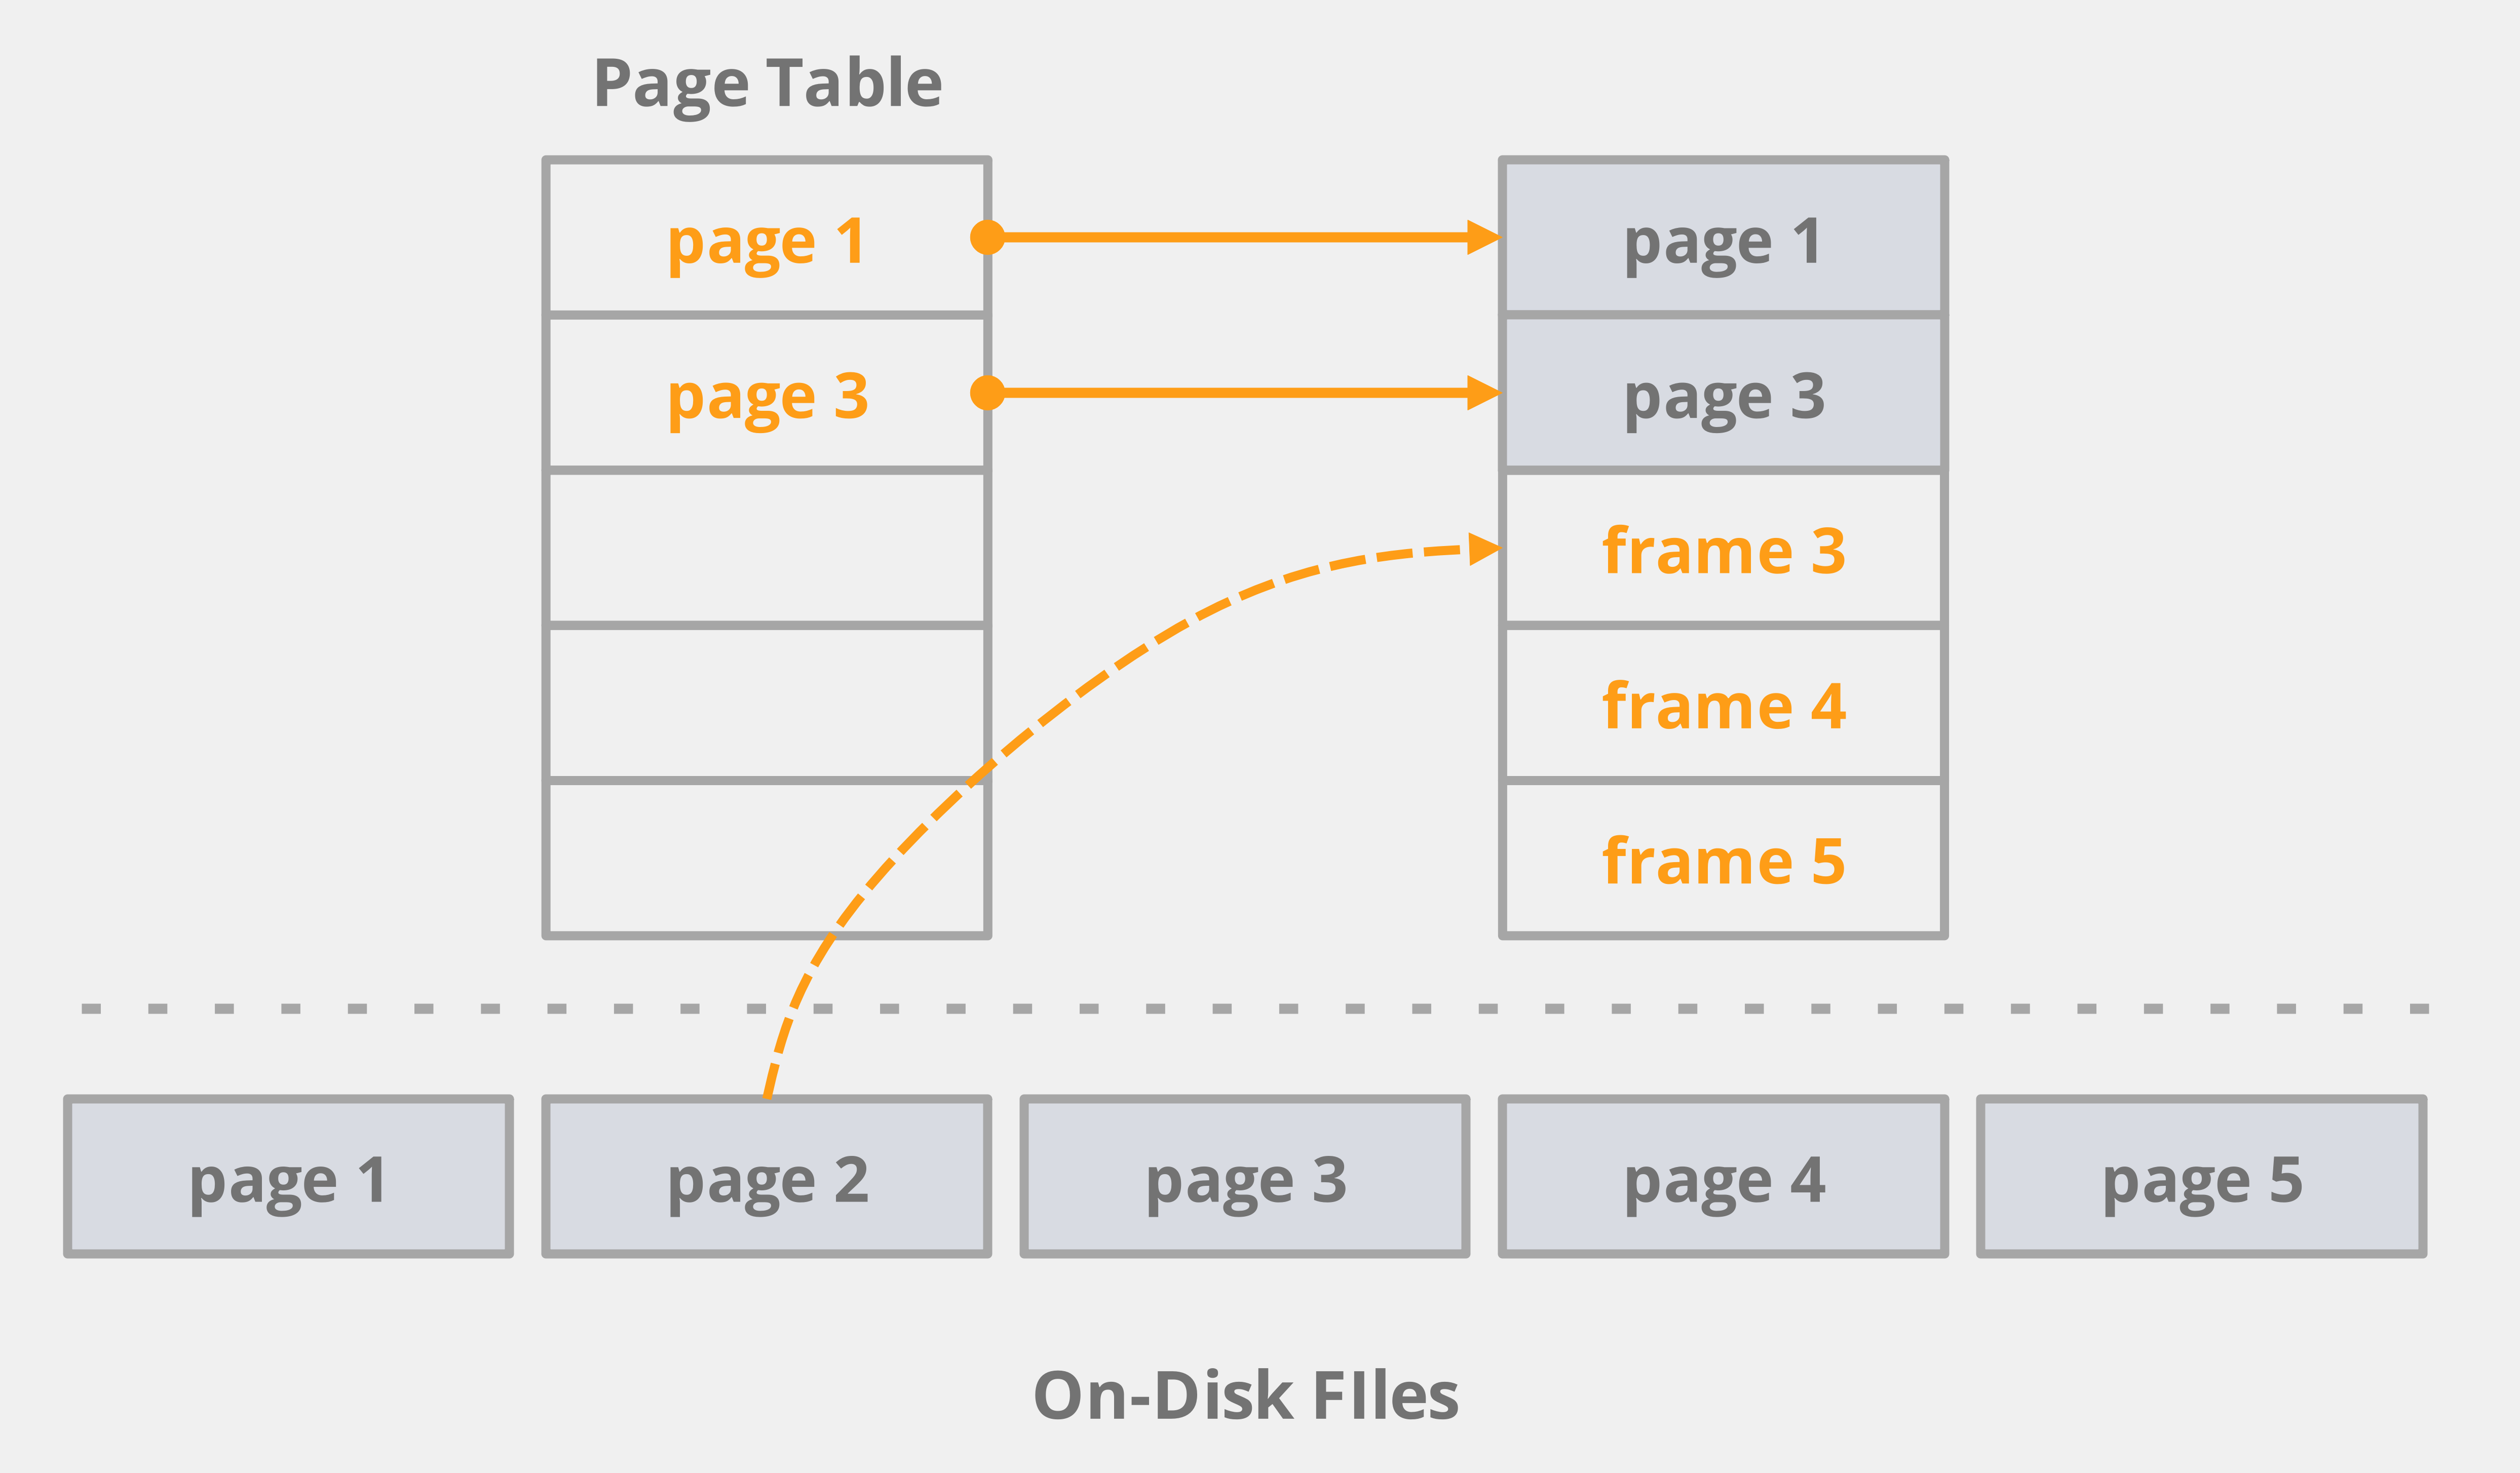 Page Table
page 1
page 1
page 3
page 3
frame 3
frame 4
frame 5
page 1
page 2
page 3
page 4
page 5
On-Disk FIles